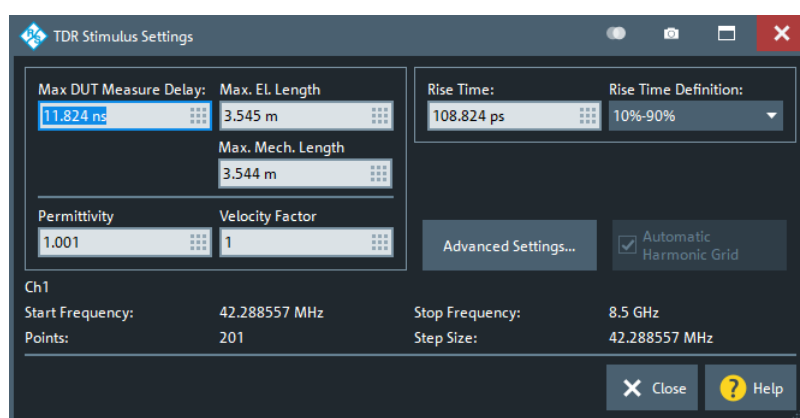 TDR Stimulus Settings
Max DUT Measure Delay: Max. El. Length Rise Time: Rise Time Definition:
11.824 ns 3.545 m 108.824 ps 10%-90%
Max. Mech. Length
3.544 m
Permittivity Velocity Factor
1.001 1 Advanced Settings... Automatic
Harmonic Grid
Ch1
Start Frequency: 42.288557 MHz Stop Frequency: 8.5 GHz
Points: 201 Step Size: 42.288557 MHz
Close ? Help